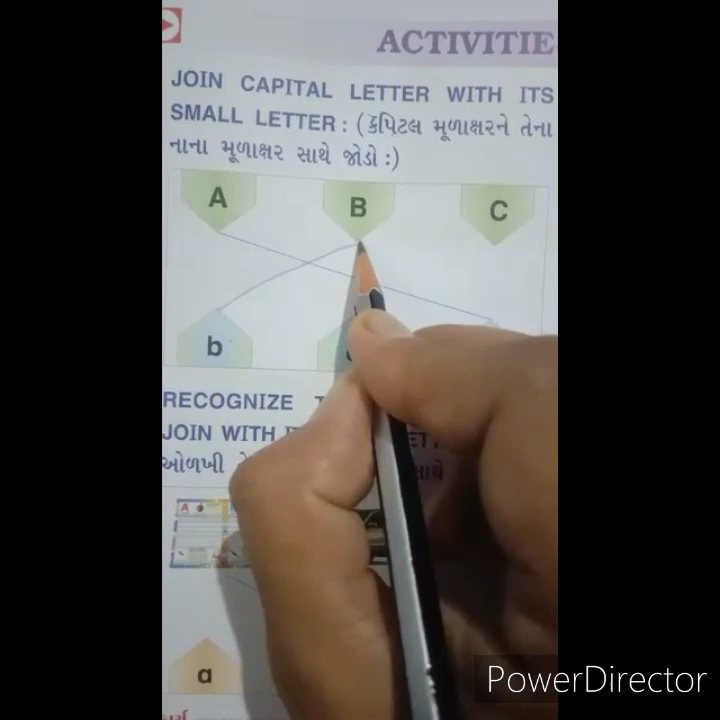 ACTIVITIE
JOIN CAPITAL LETTER WITH ITS
SMALL LETTER : (કૅપિટલ મૂળાક્ષરને તેના
નાના મૂળાક્ષર સાથે જોડો :)
A B C
b
RECOGNIZE
JOIN WITH
ઓળખી સાથે
A
a
PowerDirector